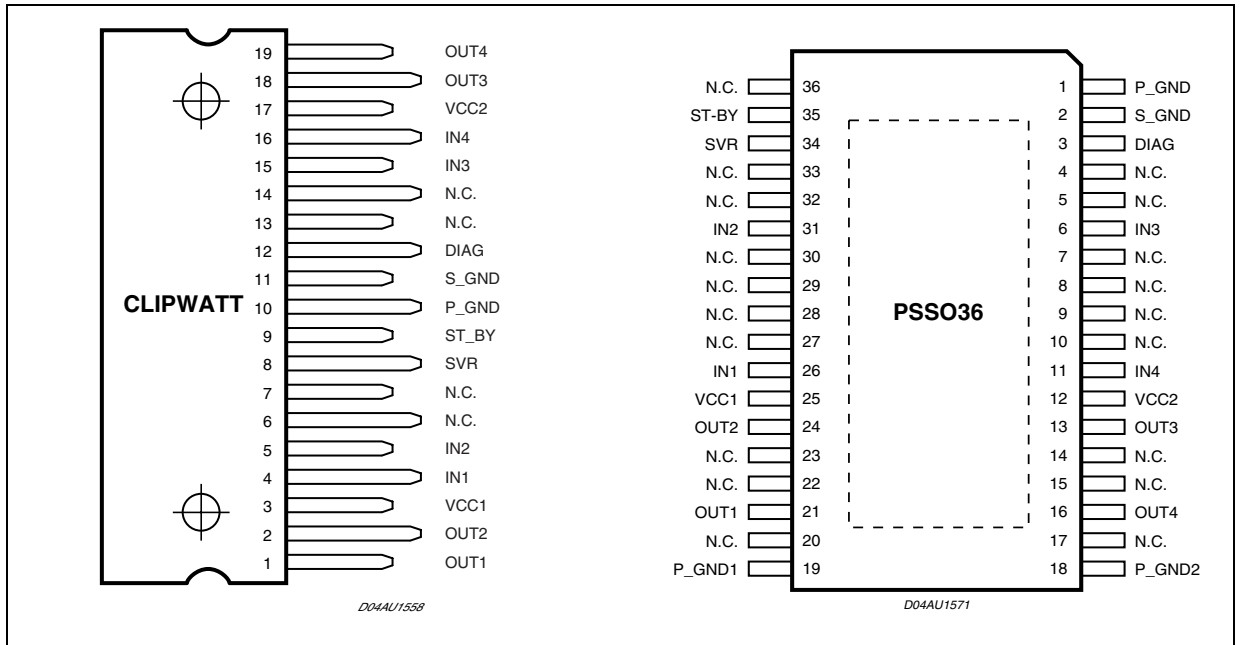 19 OUT4
18 OUT3
17 VCC2
16 IN4
15 IN3
14 N.C.
13 N.C.
12 DIAG
11 S_GND
CLIPWATT 10 P_GND
9 ST_BY
8 SVR
7 N.C.
6 N.C.
5 IN2
4 IN1
3 VCC1
2 OUT2
1 OUT1
D04AU1558
N.C. 36 1 P_GND
ST-BY 35 2 S_GND
SVR 34 3 DIAG
N.C. 33 4 N.C.
N.C. 32 5 N.C.
IN2 31 6 IN3
N.C. 30 7 N.C.
N.C. 29 8 N.C.
N.C. 28 PSSO36 9 N.C.
N.C. 27 10 N.C.
IN1 26 11 IN4
VCC1 25 12 VCC2
OUT2 24 13 OUT3
N.C. 23 14 N.C.
N.C. 22 15 N.C.
OUT1 21 16 OUT4
N.C. 20 17 N.C.
P_GND1 19 18 P_GND2
D04AU1571